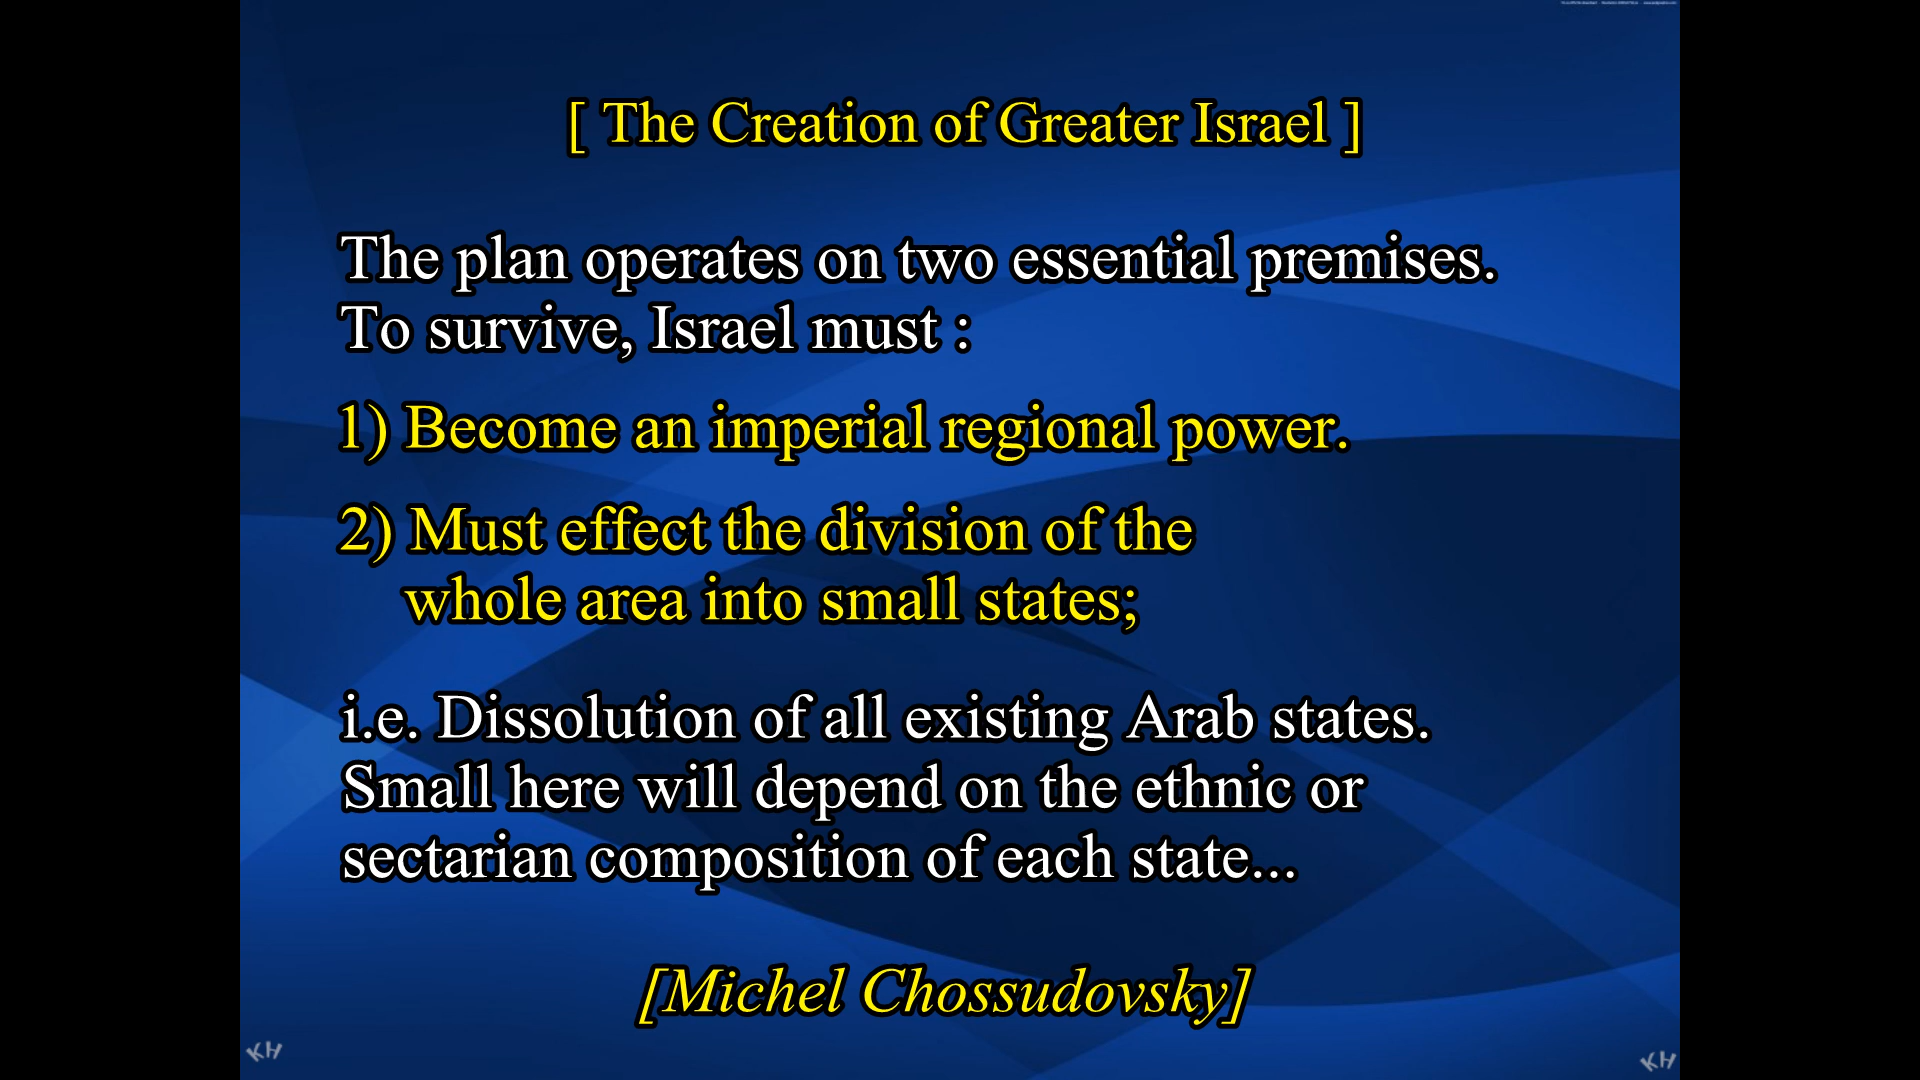 [ The Creation of Greater Israel ]
The plan operates on two essential premises.
To survive, Israel must :
1) Become an imperial regional power.
2) Must effect the division of the
whole area into small states;
i.e. Dissolution of all existing Arab states.
Small here will depend on the ethnic or
sectarian composition of each state...
[Michel Chossudovsky]
KH
KH